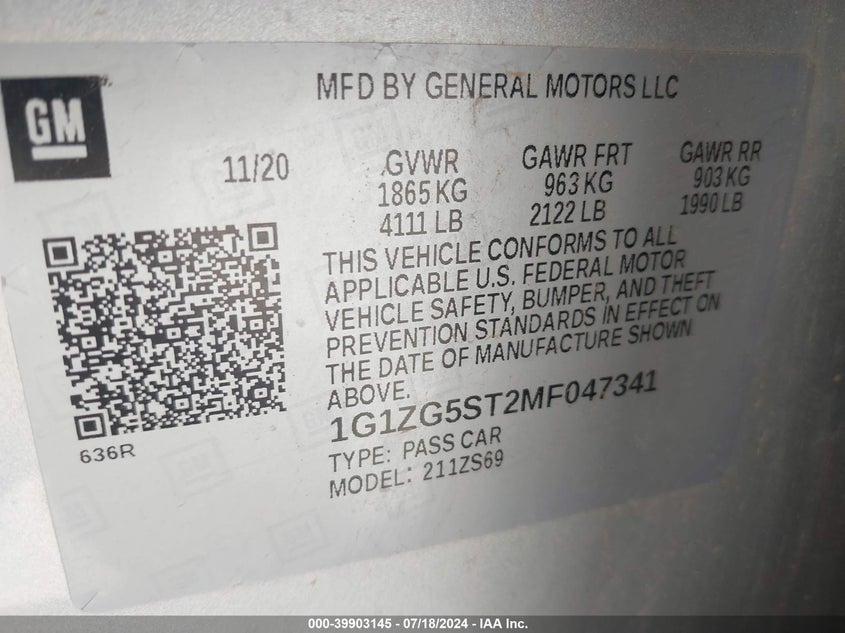 GM
MFD BY GENERAL MOTORS LLC
11/20
GVWR
1865 KG
4111 LB
GAWR FRT
963 KG
2122 LB
GAWR RR
903 KG
1990 LB
THIS VEHICLE CONFORMS TO ALL
APPLICABLE U.S. FEDERAL MOTOR
VEHICLE SAFETY, BUMPER, AND THEFT
PREVENTION STANDARDS IN EFFECT ON
THE DATE OF MANUFACTURE SHOWN
ABOVE.
1G1ZG5ST2MF047341
TYPE: PASS CAR
MODEL: 211ZS69
636R
000-39903145 - 07/18/2024 - IAA Inc.